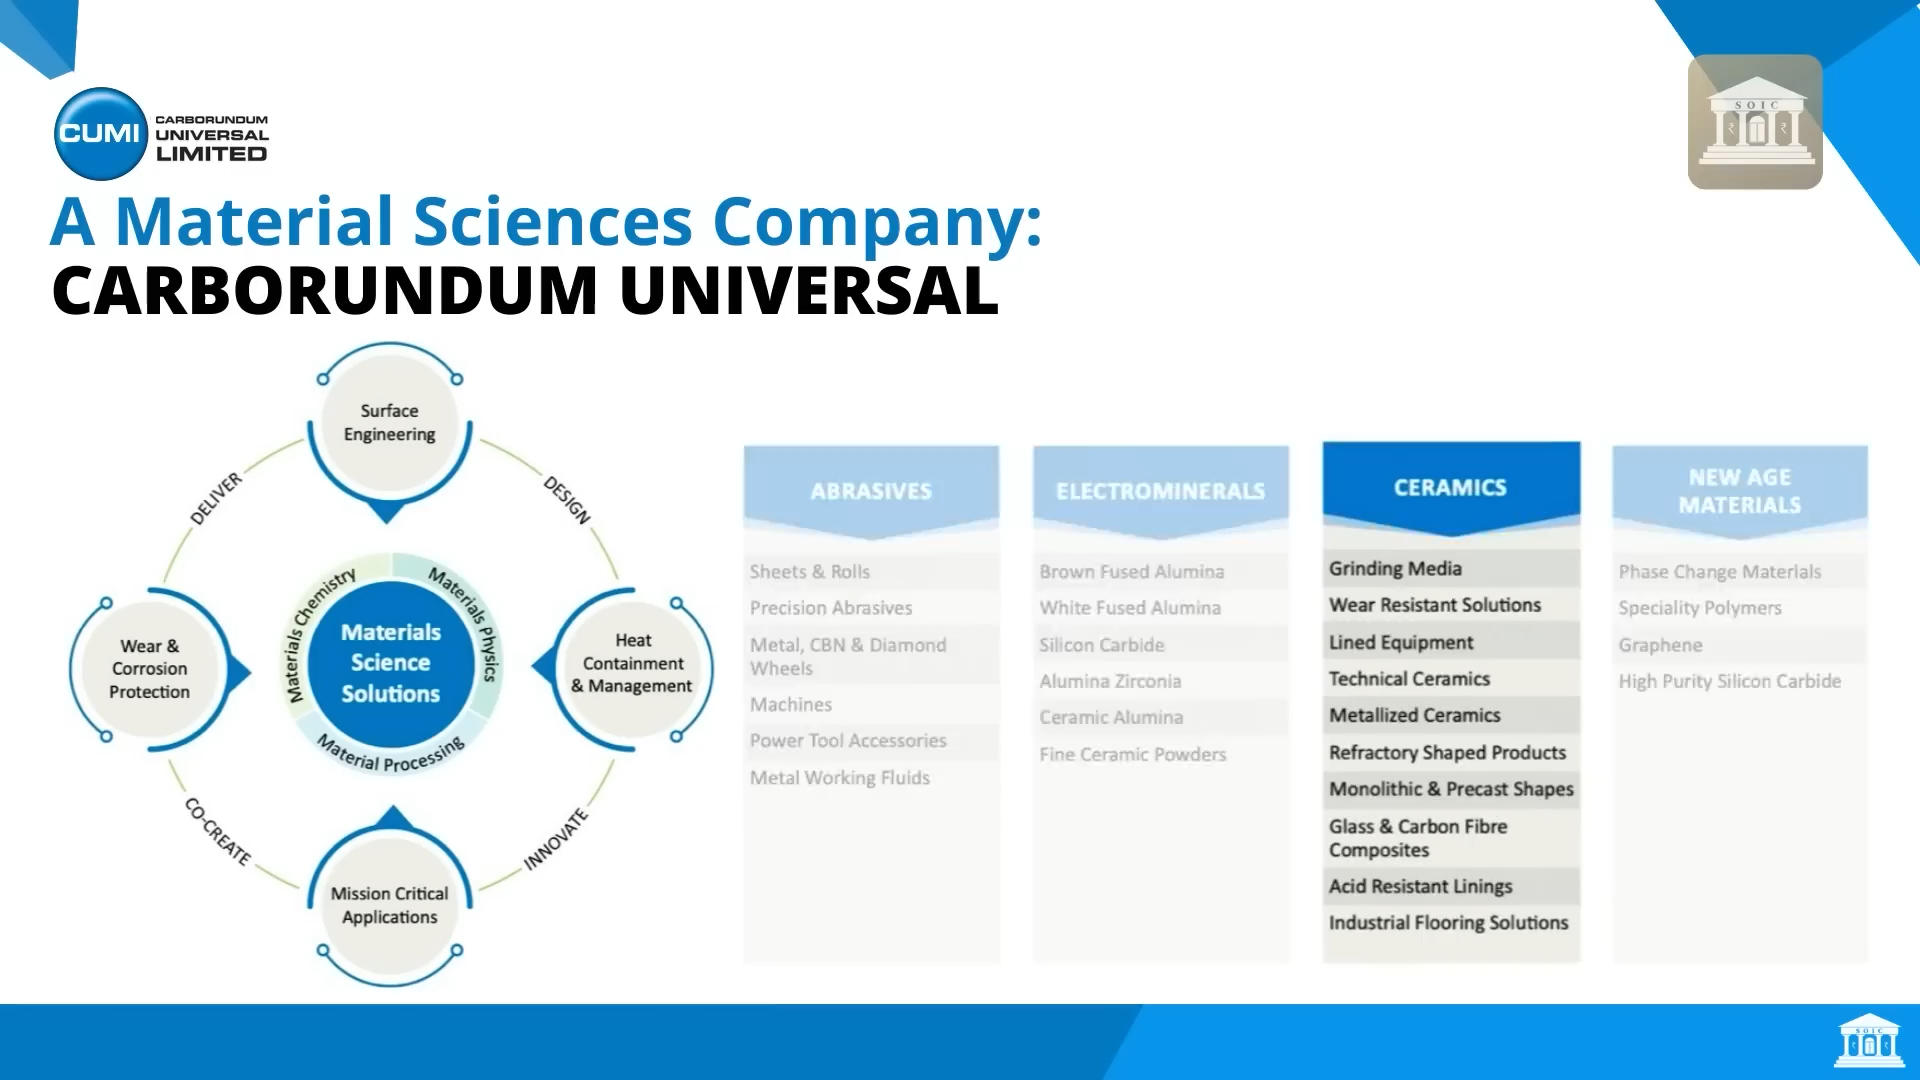 CUMI
CARBORUNDUM
UNIVERSAL
LIMITED
SOIC
A Material Sciences Company:
CARBORUNDUM UNIVERSAL
Surface
Engineering
DELIVER
DESIGN
Materials Chemistry
Materials Physics
Material Processing
Materials
Science
Solutions
Wear &
Corrosion
Protection
Heat
Containment
& Management
CO-CREATE
INNOVATE
Mission Critical
Applications
ABRASIVES
Sheets & Rolls
Precision Abrasives
Metal, CBN & Diamond
Wheels
Machines
Power Tool Accessories
Metal Working Fluids
ELECTROMINERALS
Brown Fused Alumina
White Fused Alumina
Silicon Carbide
Alumina Zirconia
Ceramic Alumina
Fine Ceramic Powders
CERAMICS
Grinding Media
Wear Resistant Solutions
Lined Equipment
Technical Ceramics
Metallized Ceramics
Refractory Shaped Products
Monolithic & Precast Shapes
Glass & Carbon Fibre
Composites
Acid Resistant Linings
Industrial Flooring Solutions
NEW AGE
MATERIALS
Phase Change Materials
Speciality Polymers
Graphene
High Purity Silicon Carbide
SOIC